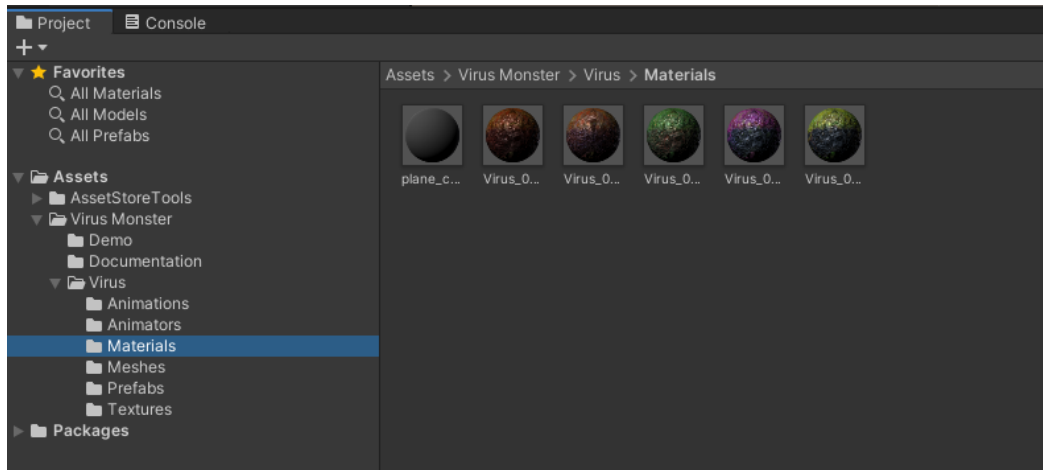 Project
Console
Favorites
All Materials
All Models
All Prefabs
Assets
AssetStoreTools
Virus Monster
Demo
Documentation
Virus
Animations
Animators
Materials
Meshes
Prefabs
Textures
Packages
Assets > Virus Monster > Virus > Materials
plane_c... Virus_0... Virus_0... Virus_0... Virus_0... Virus_0...